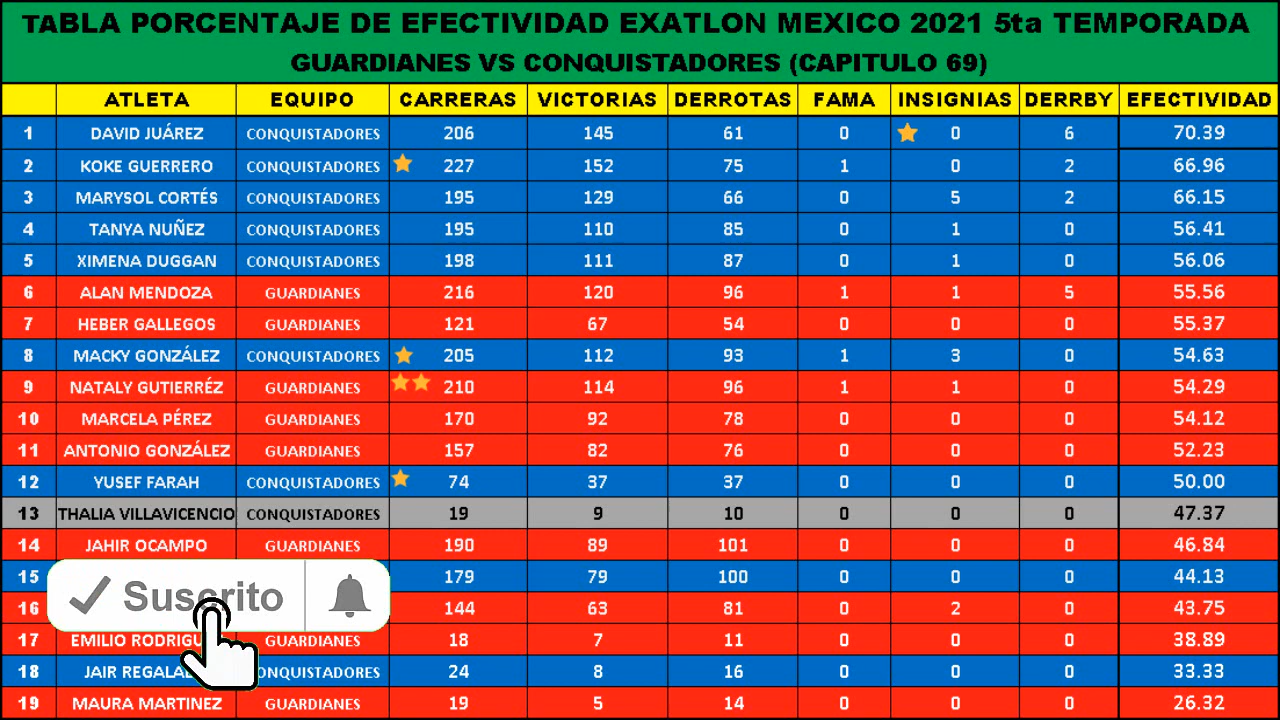 TABLA PORCENTAJE DE EFECTIVIDAD EXATLON MEXICO 2021 5ta TEMPORADA
GUARDIANES VS CONQUISTADORES (CAPITULO 69)
ATLETA EQUIPO CARRERAS VICTORIAS DERROTAS FAMA INSIGNIAS DERRBY EFECTIVIDAD
1 DAVID JUÁREZ CONQUISTADORES 206 145 61 0 0 6 70.39
2 KOKE GUERRERO CONQUISTADORES 227 152 75 1 0 2 66.96
3 MARYSOL CORTÉS CONQUISTADORES 195 129 66 0 5 2 66.15
4 TANYA NUÑEZ CONQUISTADORES 195 110 85 0 1 0 56.41
5 XIMENA DUGGAN CONQUISTADORES 198 111 87 0 1 0 56.06
6 ALAN MENDOZA GUARDIANES 216 120 96 1 1 5 55.56
7 HEBER GALLEGOS GUARDIANES 121 67 54 0 0 0 55.37
8 MACKY GONZÁLEZ CONQUISTADORES 205 112 93 1 3 0 54.63
9 NATALY GUTIERRÉZ GUARDIANES 210 114 96 1 1 0 54.29
10 MARCELA PÉREZ GUARDIANES 170 92 78 0 0 0 54.12
11 ANTONIO GONZÁLEZ GUARDIANES 157 82 76 0 0 0 52.23
12 YUSEF FARAH CONQUISTADORES 74 37 37 0 0 0 50.00
13 THALIA VILLAVICENCIO CONQUISTADORES 19 9 10 0 0 0 47.37
14 JAHIR OCAMPO GUARDIANES 190 89 101 0 0 0 46.84
15 179 79 100 0 0 0 44.13
Suscrito
16 144 63 81 0 2 0 43.75
17 EMILIO GUARDIANES 18 7 11 0 0 0 38.89
18 JAIR 24 8 16 0 0 0 33.33
19 MAURA MARTINEZ GUARDIANES 19 5 14 0 0 0 26.32